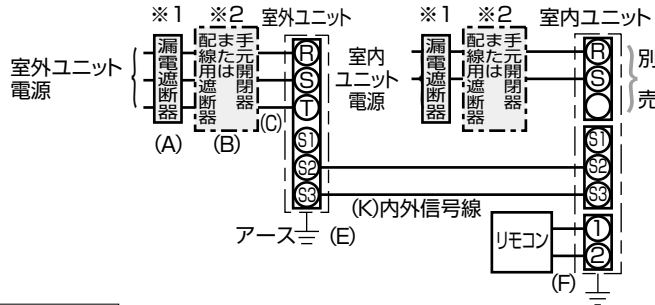 ※1
※2
室外ユニット
室外ユニット
電源
漏電遮断器
手元開閉器
または
配線用遮断器
(A)
(B)
(C)
R
S
T
S1
S2
S3
アース
(E)
(K)内外信号線
※1
※2
室内ユニット
室内
ユニット
電源
漏電遮断器
手元開閉器
または
配線用遮断器
R
S
別
売
S1
S2
S3
リモコン
1
2
(F)